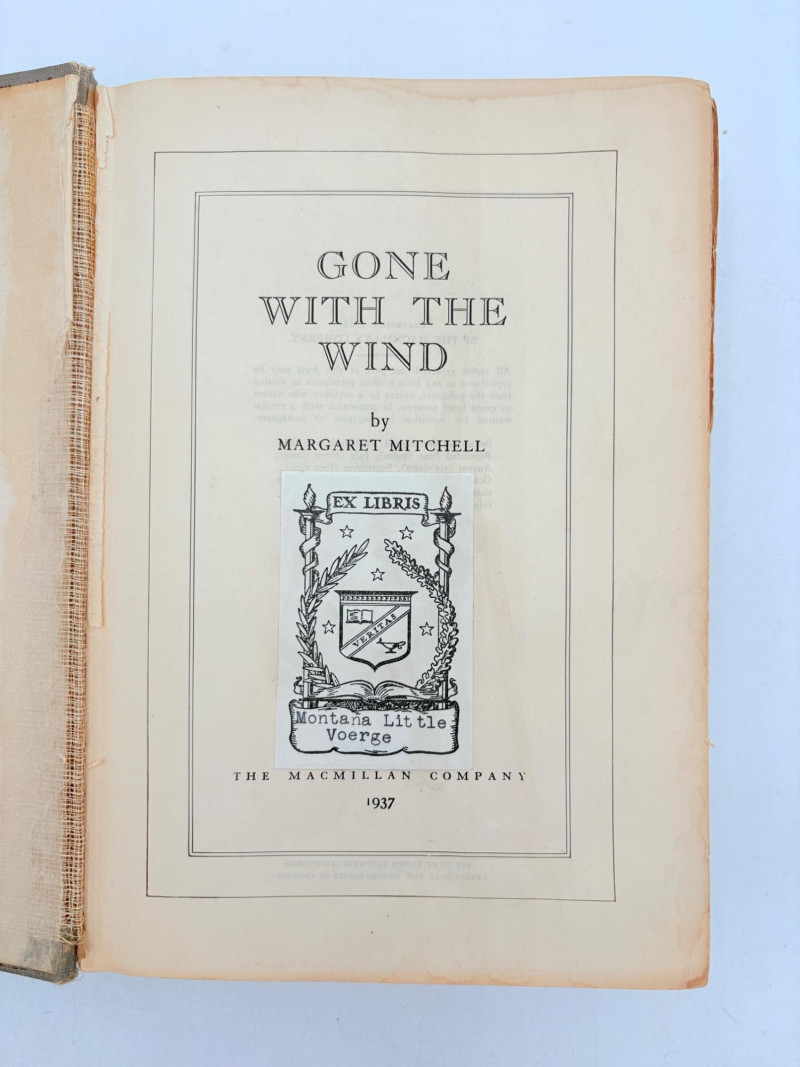 GONE
WITH THE
WIND
by
MARGARET MITCHELL
EX LIBRIS
VERITAS
Montana Little
Voerge
THE MACMILLAN COMPANY
1937